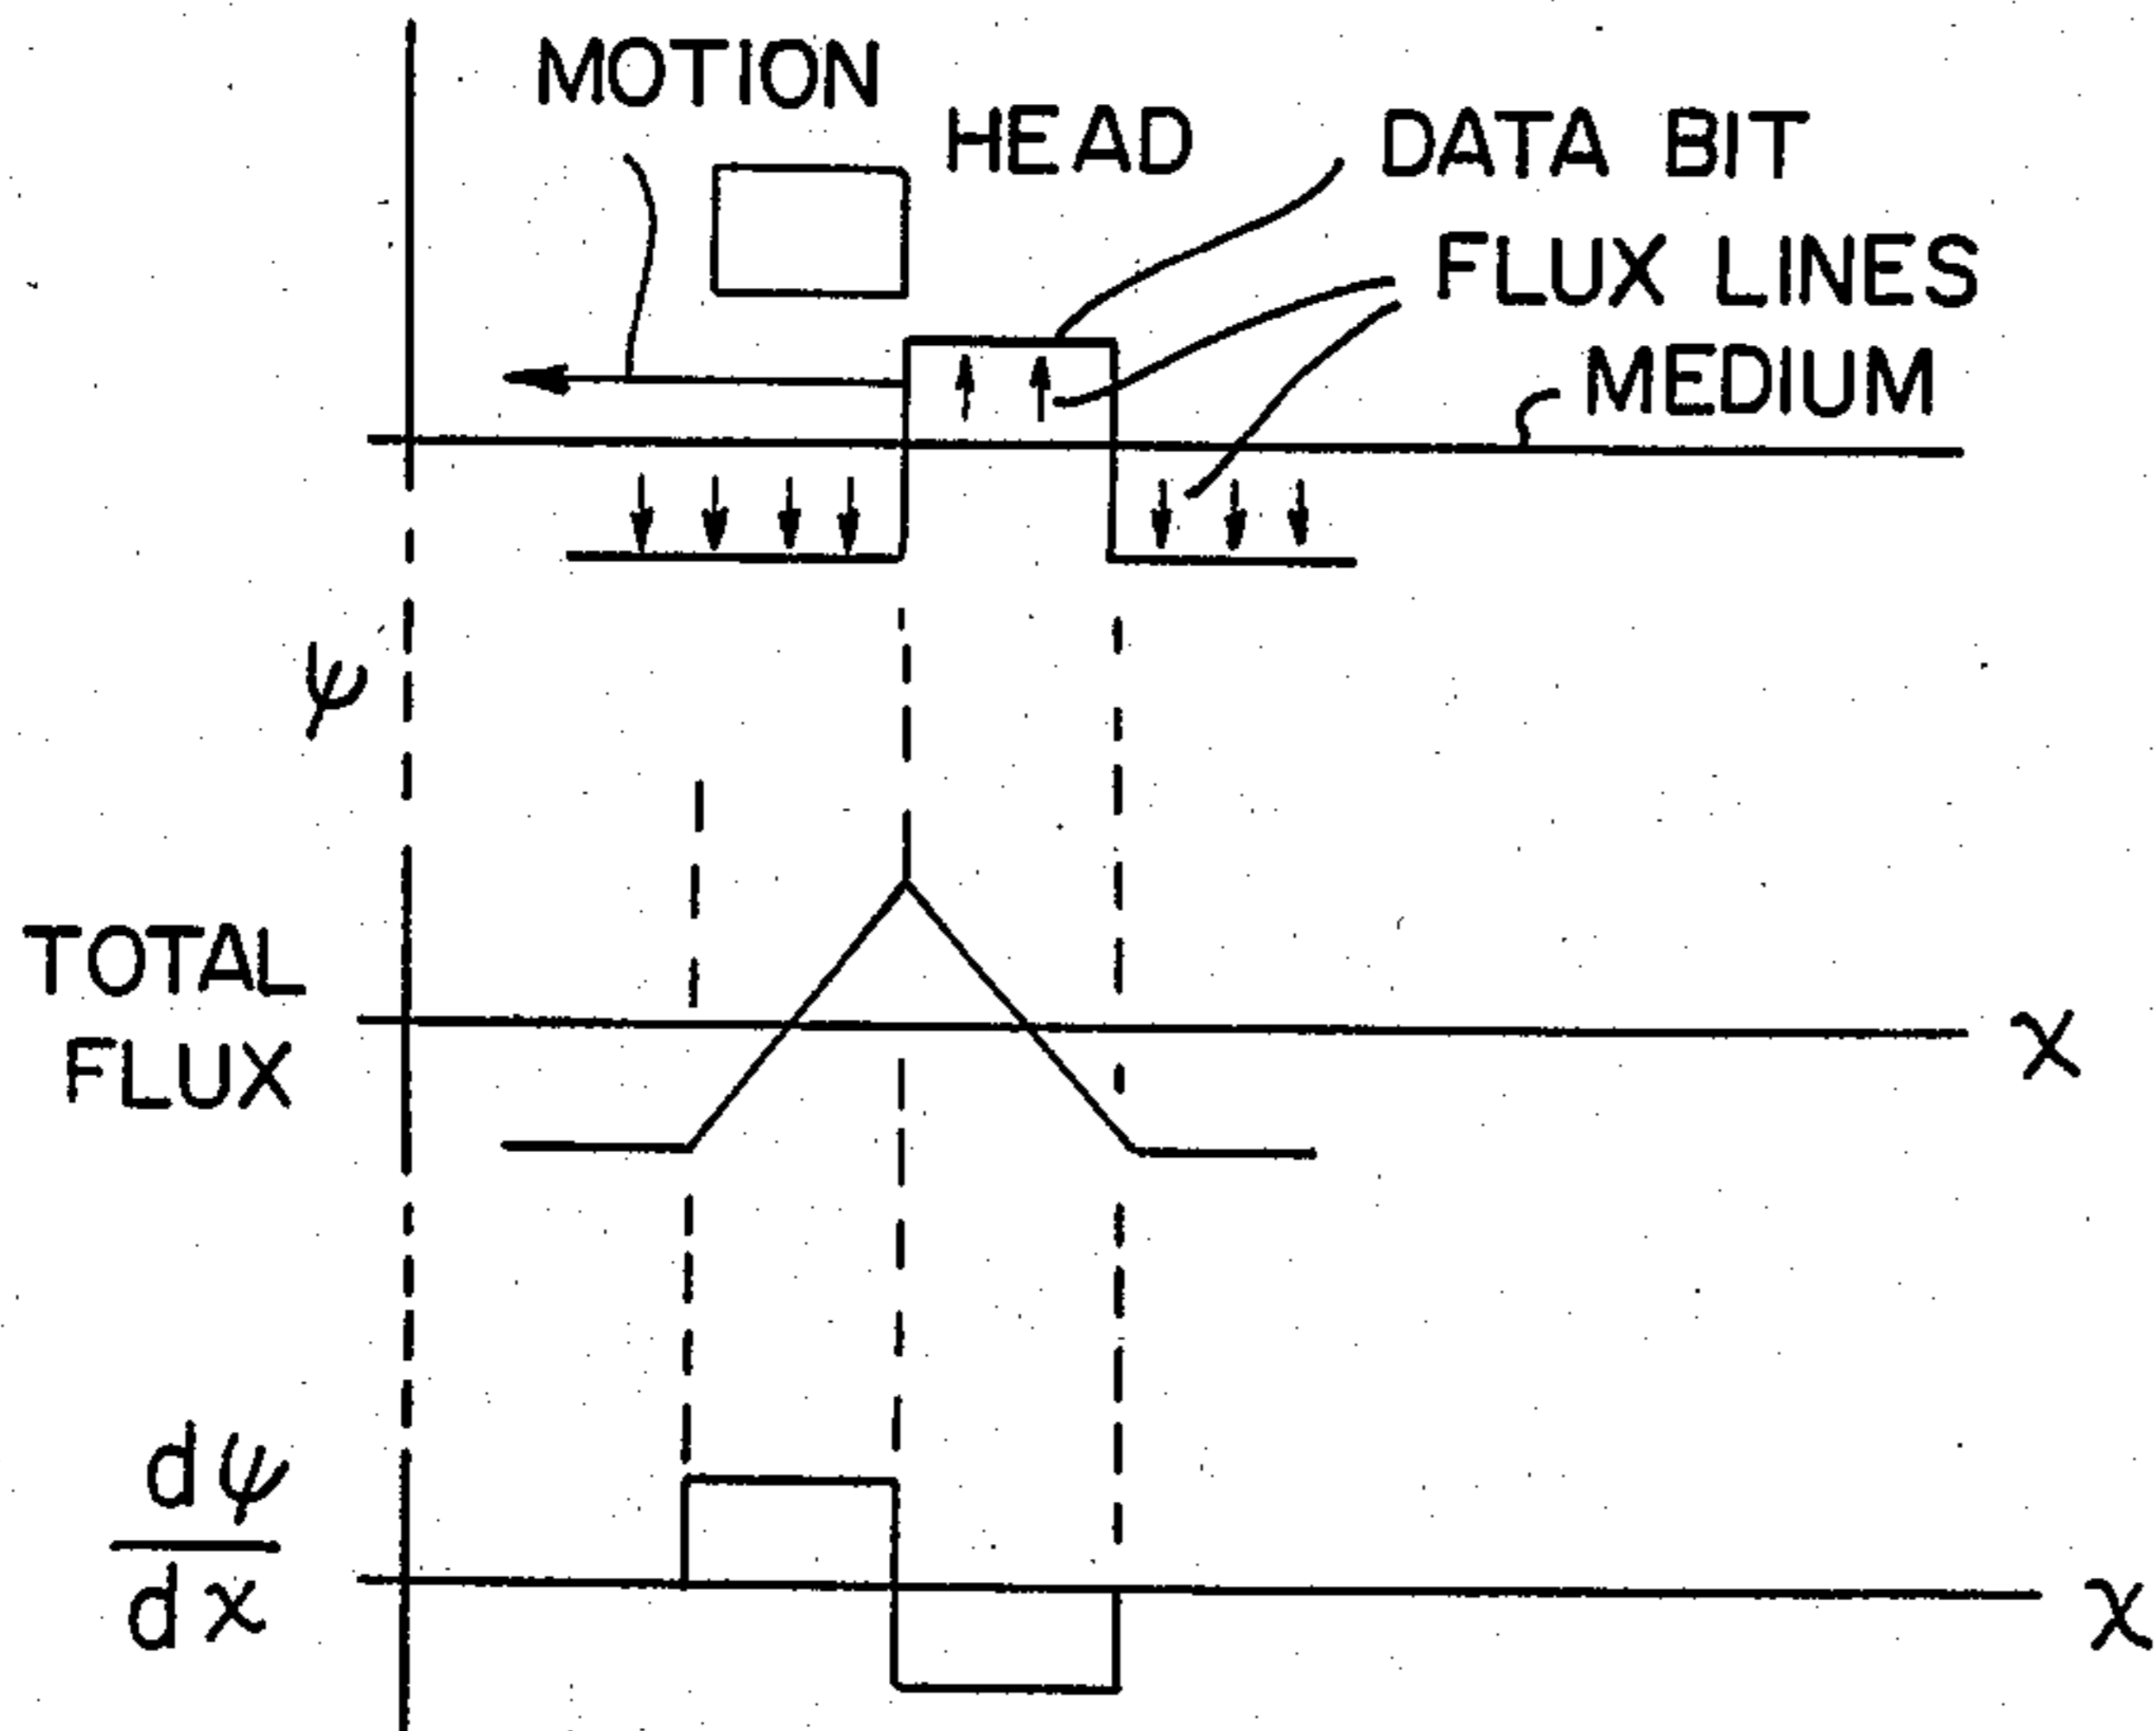 MOTION
HEAD
DATA BIT
FLUX LINES
MEDIUM
ψ
TOTAL
FLUX
x
dψ
dx
x